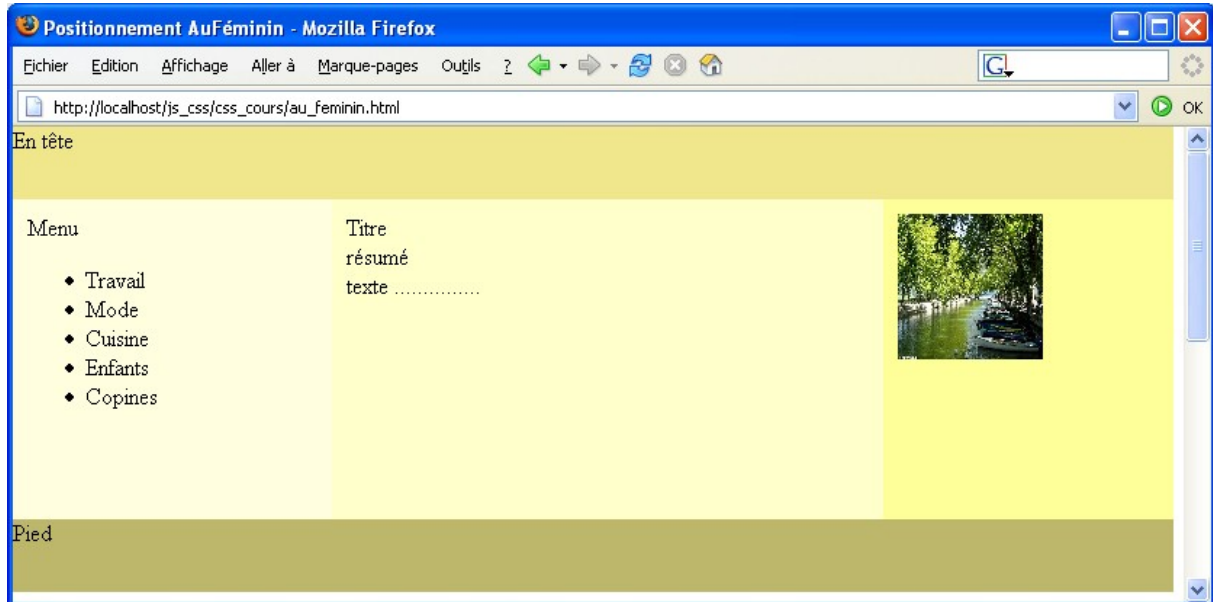 Positionnement AuFéminin - Mozilla Firefox
Fichier Edition Affichage Aller à Marque-pages Outils ?
G
http://localhost/js_css/css_cours/au_feminin.html
OK
En tête
Menu
Travail
Mode
Cuisine
Enfants
Copines
Titre
résumé
texte ...............
Pied